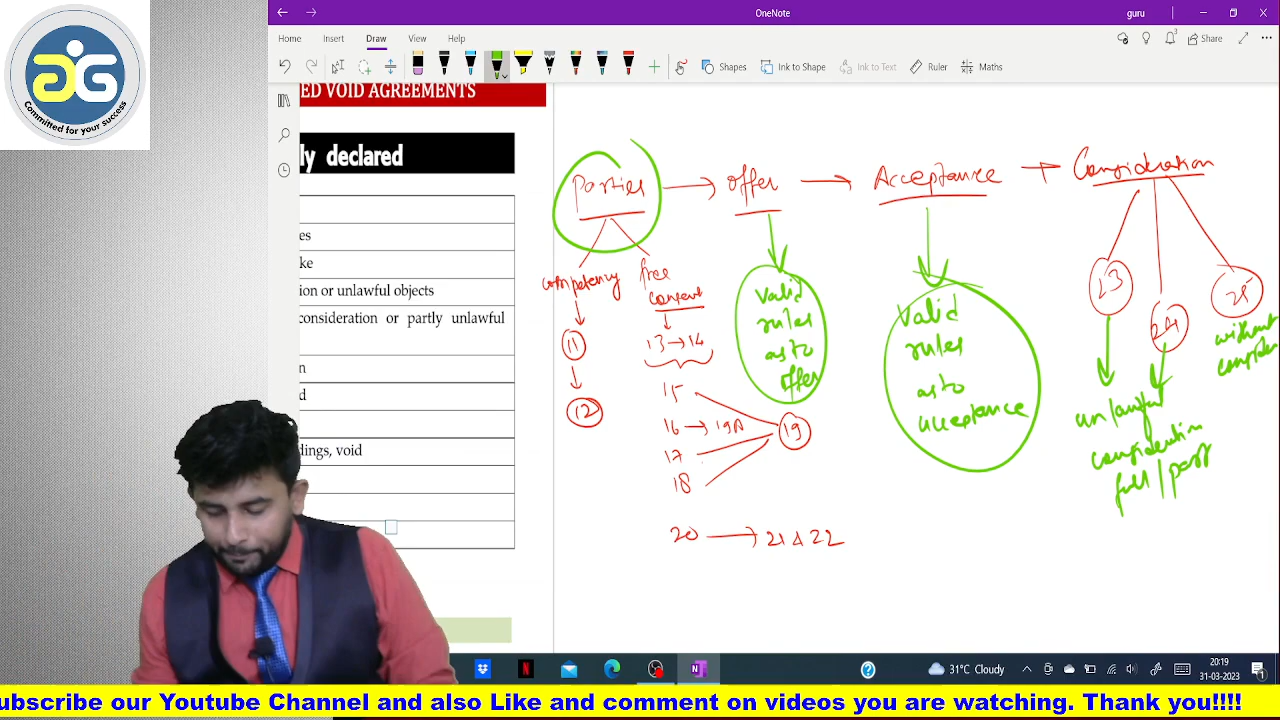 OneNote
guru
Home
Insert
Draw
View
Help
Share
Shapes
Ink to Shape
Ink to Text
Ruler
Maths
ED VOID AGREEMENTS
ly declared
es
ke
ion or unlawful objects
consideration or partly unlawful
n
d
dings, void
Parties → Offer → Acceptance → Consideration
competency
free
consent
11
12
13 → 14
15
16 → 19A
17
18
19
20 → 21 & 22
valid
rules
as to
offer
valid
rules
as to
acceptance
23
24
25
without
unlawful
consideration
full / part
GG
Committed for your success
31°C Cloudy
20:19
31-03-2023
ubscribe our Youtube Channel and also Like and comment on videos you are watching. Thank you!!!!